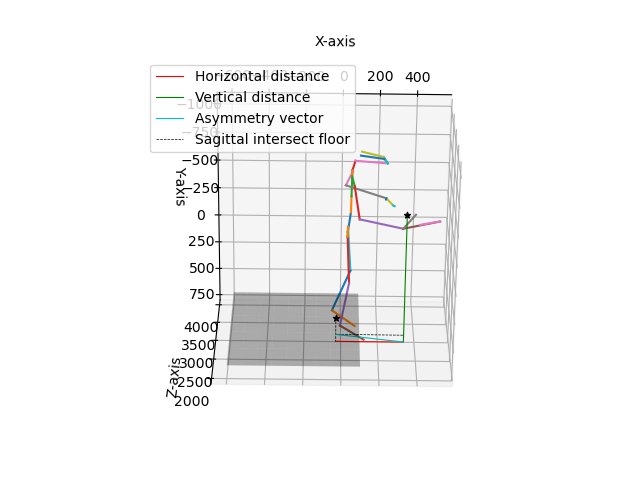 X-axis
0 200 400
Horizontal distance
Vertical distance
Asymmetry vector
Sagittal intersect floor
−1000
−750
−500
−250
0
250
500
750
Y-axis
4000
3500
3000
2500
2000
Z-axis